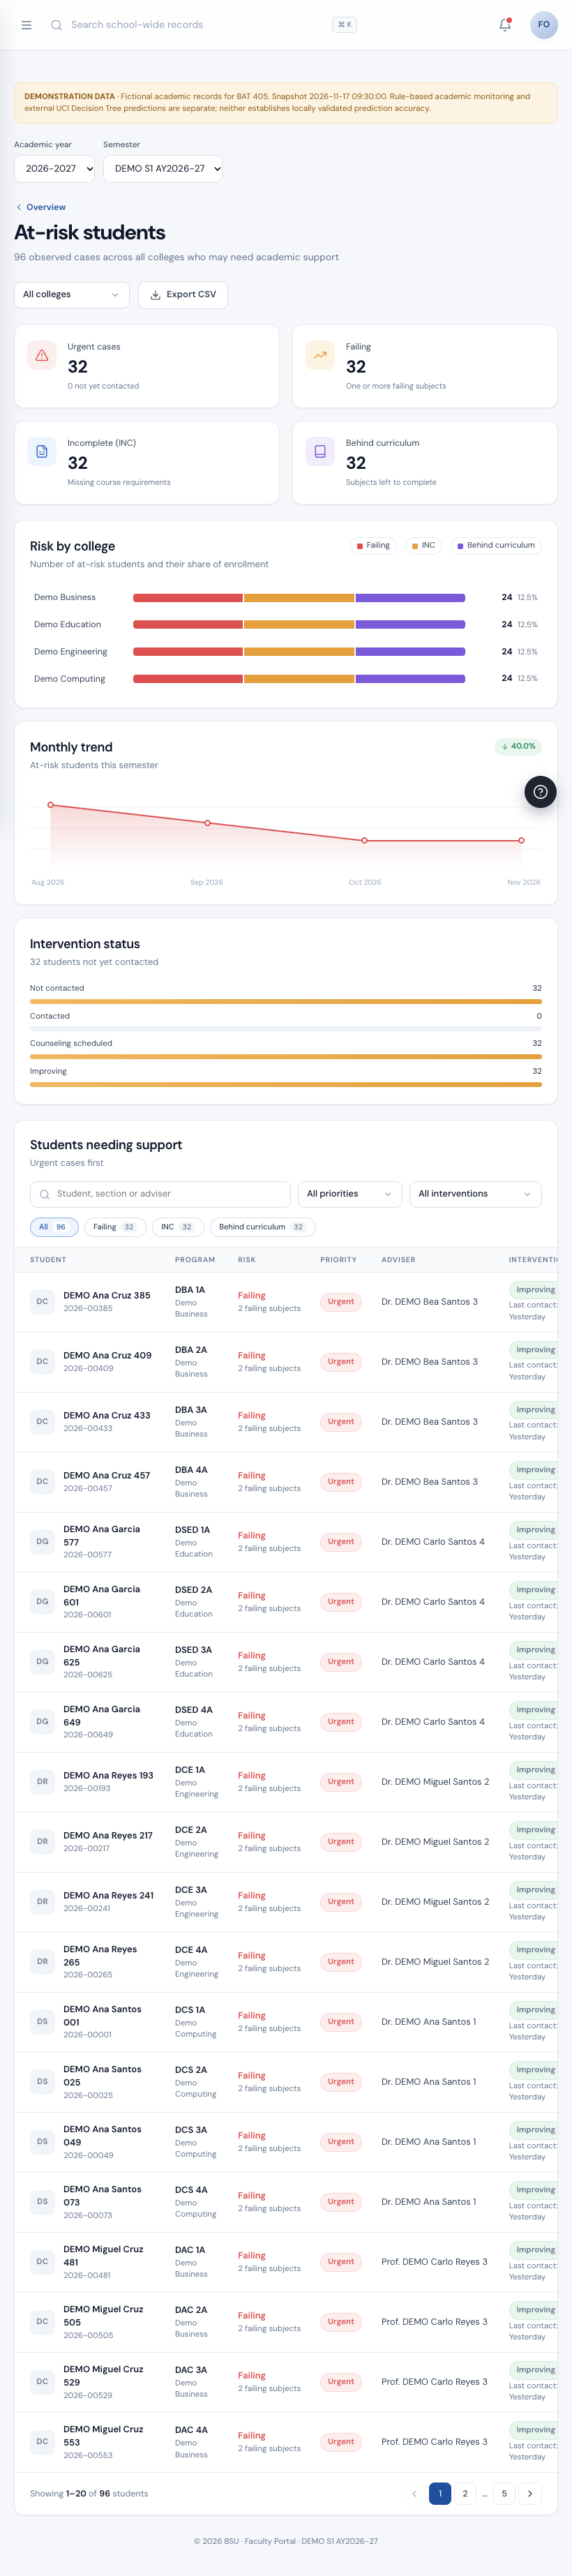 Search school-wide records
⌘ K
FO
DEMONSTRATION DATA · Fictional academic records for BAT 405. Snapshot 2026-11-17 09:30:00. Rule-based academic monitoring and
external UCI Decision Tree predictions are separate; neither establishes locally validated prediction accuracy.
Academic year
Semester
2026-2027
DEMO S1 AY2026-27
Overview
At-risk students
96 observed cases across all colleges who may need academic support
All colleges
Export CSV
Urgent cases
32
0 not yet contacted
Failing
32
One or more failing subjects
Incomplete (INC)
32
Missing course requirements
Behind curriculum
32
Subjects left to complete
Risk by college
Failing
INC
Behind curriculum
Number of at-risk students and their share of enrollment
Demo Business
24 12.5%
Demo Education
24 12.5%
Demo Engineering
24 12.5%
Demo Computing
24 12.5%
Monthly trend
↓ 40.0%
At-risk students this semester
Aug 2026
Sep 2026
Oct 2026
Nov 2026
Intervention status
32 students not yet contacted
Not contacted
32
Contacted
0
Counseling scheduled
32
Improving
32
Students needing support
Urgent cases first
Student, section or adviser
All priorities
All interventions
All 96
Failing 32
INC 32
Behind curriculum 32
STUDENT PROGRAM RISK PRIORITY ADVISER INTERVENTIO
DC DEMO Ana Cruz 385 2026-00385 DBA 1A Demo Business Failing 2 failing subjects Urgent Dr. DEMO Bea Santos 3 Improving Last contact: Yesterday
DC DEMO Ana Cruz 409 2026-00409 DBA 2A Demo Business Failing 2 failing subjects Urgent Dr. DEMO Bea Santos 3 Improving Last contact: Yesterday
DC DEMO Ana Cruz 433 2026-00433 DBA 3A Demo Business Failing 2 failing subjects Urgent Dr. DEMO Bea Santos 3 Improving Last contact: Yesterday
DC DEMO Ana Cruz 457 2026-00457 DBA 4A Demo Business Failing 2 failing subjects Urgent Dr. DEMO Bea Santos 3 Improving Last contact: Yesterday
DG DEMO Ana Garcia 577 2026-00577 DSED 1A Demo Education Failing 2 failing subjects Urgent Dr. DEMO Carlo Santos 4 Improving Last contact: Yesterday
DG DEMO Ana Garcia 601 2026-00601 DSED 2A Demo Education Failing 2 failing subjects Urgent Dr. DEMO Carlo Santos 4 Improving Last contact: Yesterday
DG DEMO Ana Garcia 625 2026-00625 DSED 3A Demo Education Failing 2 failing subjects Urgent Dr. DEMO Carlo Santos 4 Improving Last contact: Yesterday
DG DEMO Ana Garcia 649 2026-00649 DSED 4A Demo Education Failing 2 failing subjects Urgent Dr. DEMO Carlo Santos 4 Improving Last contact: Yesterday
DR DEMO Ana Reyes 193 2026-00193 DCE 1A Demo Engineering Failing 2 failing subjects Urgent Dr. DEMO Miguel Santos 2 Improving Last contact: Yesterday
DR DEMO Ana Reyes 217 2026-00217 DCE 2A Demo Engineering Failing 2 failing subjects Urgent Dr. DEMO Miguel Santos 2 Improving Last contact: Yesterday
DR DEMO Ana Reyes 241 2026-00241 DCE 3A Demo Engineering Failing 2 failing subjects Urgent Dr. DEMO Miguel Santos 2 Improving Last contact: Yesterday
DR DEMO Ana Reyes 265 2026-00265 DCE 4A Demo Engineering Failing 2 failing subjects Urgent Dr. DEMO Miguel Santos 2 Improving Last contact: Yesterday
DS DEMO Ana Santos 001 2026-00001 DCS 1A Demo Computing Failing 2 failing subjects Urgent Dr. DEMO Ana Santos 1 Improving Last contact: Yesterday
DS DEMO Ana Santos 025 2026-00025 DCS 2A Demo Computing Failing 2 failing subjects Urgent Dr. DEMO Ana Santos 1 Improving Last contact: Yesterday
DS DEMO Ana Santos 049 2026-00049 DCS 3A Demo Computing Failing 2 failing subjects Urgent Dr. DEMO Ana Santos 1 Improving Last contact: Yesterday
DS DEMO Ana Santos 073 2026-00073 DCS 4A Demo Computing Failing 2 failing subjects Urgent Dr. DEMO Ana Santos 1 Improving Last contact: Yesterday
DC DEMO Miguel Cruz 481 2026-00481 DAC 1A Demo Business Failing 2 failing subjects Urgent Prof. DEMO Carlo Reyes 3 Improving Last contact: Yesterday
DC DEMO Miguel Cruz 505 2026-00505 DAC 2A Demo Business Failing 2 failing subjects Urgent Prof. DEMO Carlo Reyes 3 Improving Last contact: Yesterday
DC DEMO Miguel Cruz 529 2026-00529 DAC 3A Demo Business Failing 2 failing subjects Urgent Prof. DEMO Carlo Reyes 3 Improving Last contact: Yesterday
DC DEMO Miguel Cruz 553 2026-00553 DAC 4A Demo Business Failing 2 failing subjects Urgent Prof. DEMO Carlo Reyes 3 Improving Last contact: Yesterday
Showing 1–20 of 96 students
1 2 … 5
© 2026 BSU · Faculty Portal · DEMO S1 AY2026-27